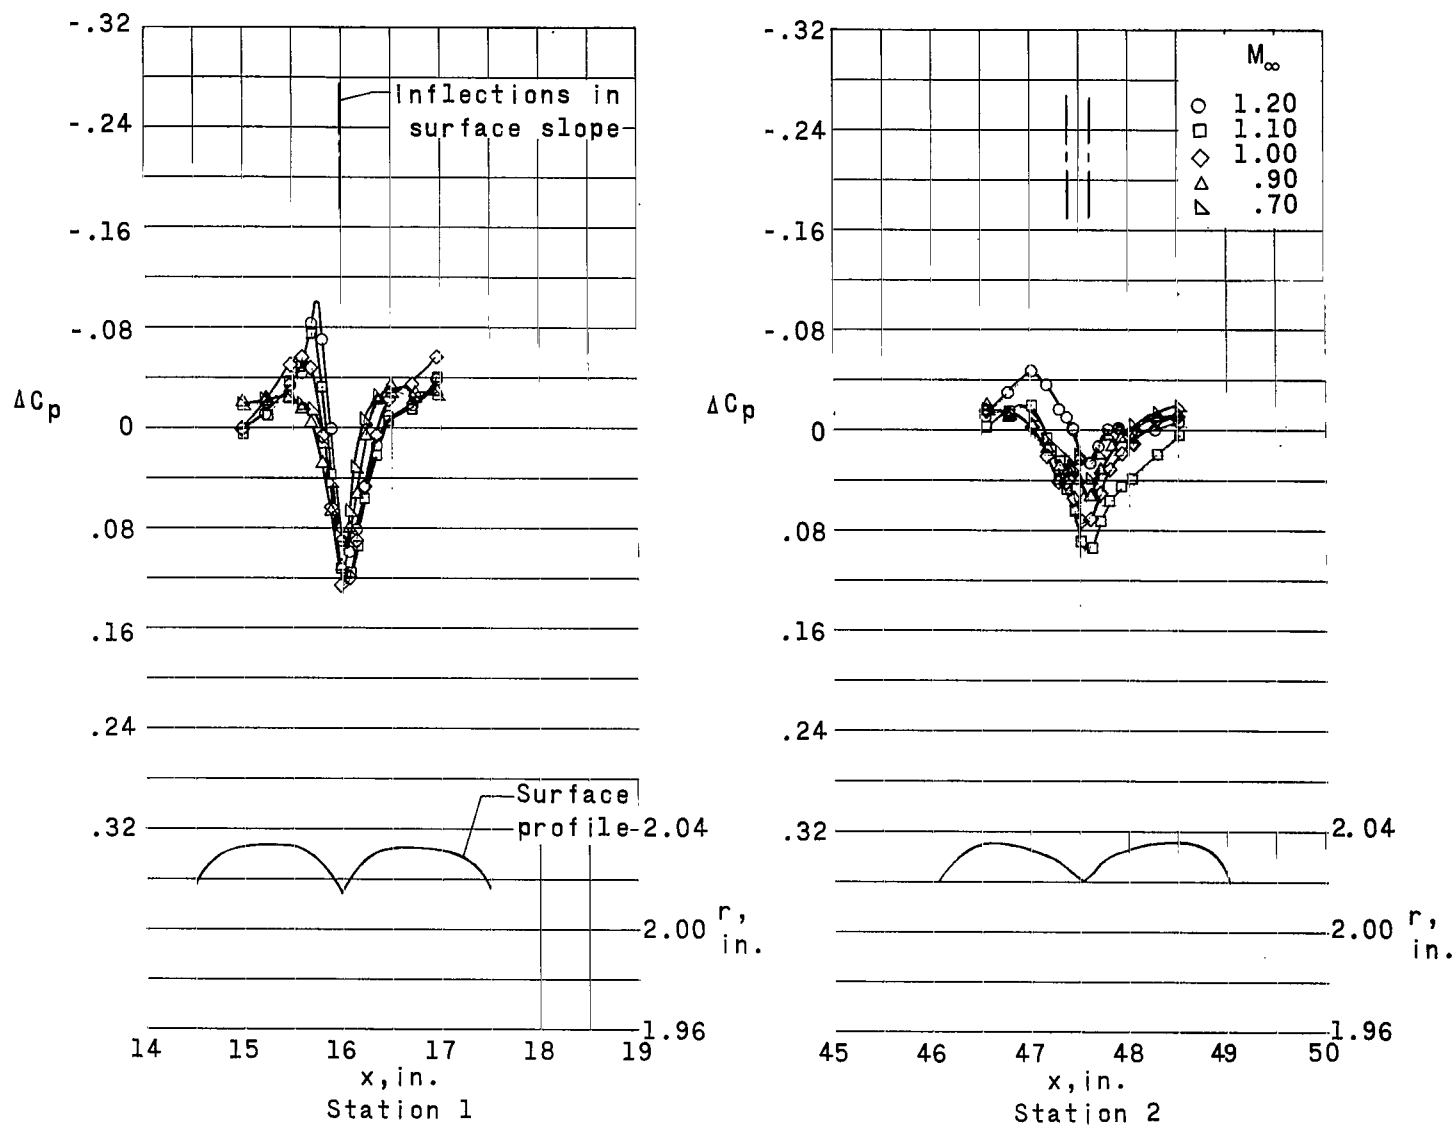 -.32
-.24
-.16
-.08
0
.08
.16
.24
.32
ΔCp
Inflections in
surface slope
Surface
profile
2.04
2.00
1.96
r,
in.
14 15 16 17 18 19
x, in.
Station 1
-.32
-.24
-.16
-.08
0
.08
.16
.24
.32
ΔCp
M∞
1.20
1.10
1.00
.90
.70
2.04
2.00
1.96
r,
in.
45 46 47 48 49 50
x, in.
Station 2